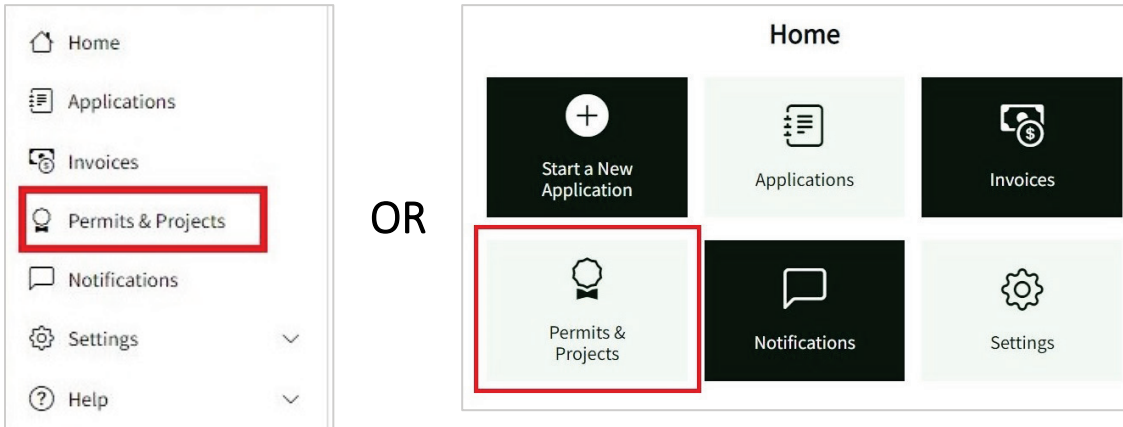 Home
Applications
Invoices
Permits & Projects
Notifications
Settings
Help
OR
Home
Start a New
Application
Applications
Invoices
Permits &
Projects
Notifications
Settings